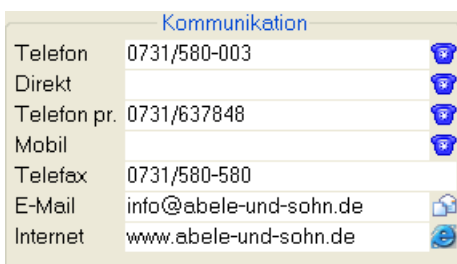 Kommunikation
Telefon 0731/580-003
Direkt
Telefon pr. 0731/637848
Mobil
Telefax 0731/580-580
E-Mail info@abele-und-sohn.de
Internet www.abele-und-sohn.de